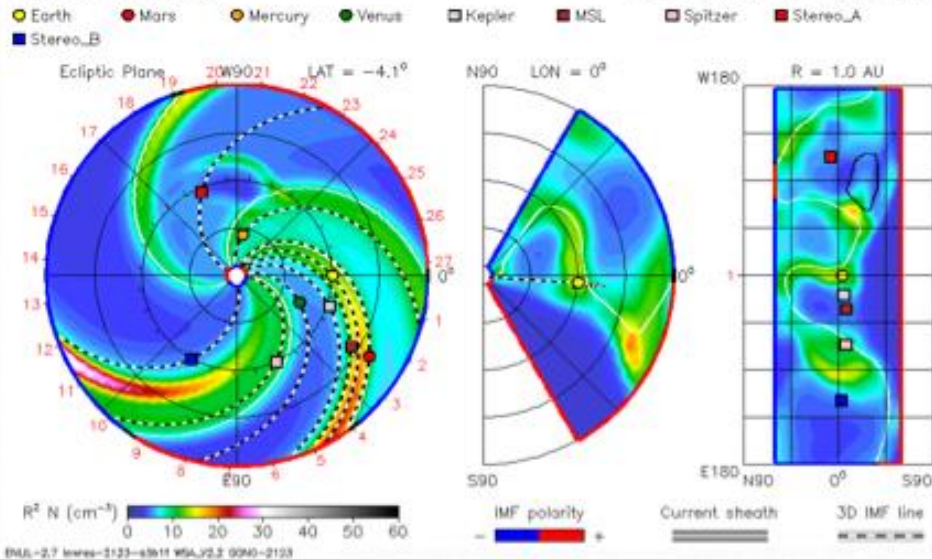 Earth Mars Mercury Venus Kepler MSL Spitzer Stereo_A
Stereo_B
Ecliptic Plane W90 LAT = −4.1° N90 LON = 0° R = 1.0 AU
W180
20 21
19 22
18 23
17 24
16 25
15 26
14 27 0°
13 1
12 2
11 3
10 4
9 5
8 7 6
E90
0°
S90
1
E180
N90 0° S90
R² N (cm⁻³)
0 10 20 30 40 50 60
IMF polarity
− +
Current sheath
3D IMF line